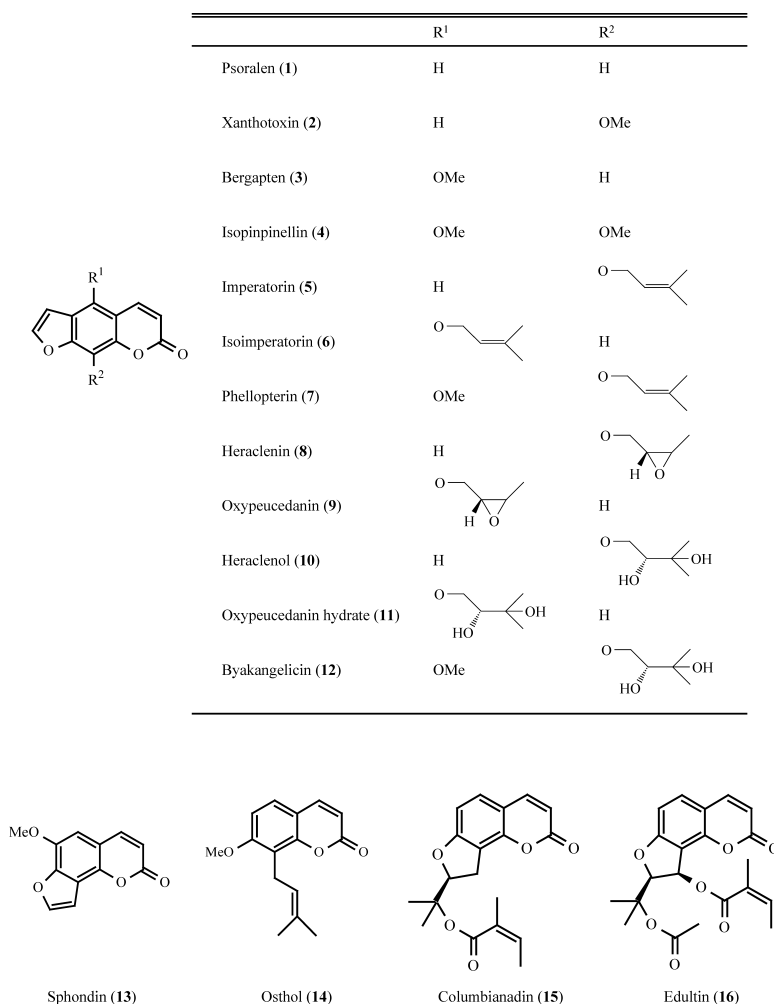 R¹ R²
Psoralen (1) H H
Xanthotoxin (2) H OMe
Bergapten (3) OMe H
Isopinpinellin (4) OMe OMe
Imperatorin (5) H O
Isoimperatorin (6) O H
Phellopterin (7) OMe O
Heraclenin (8) H O H O
Oxypeucedanin (9) O H O H
Heraclenol (10) H O OH HO
Oxypeucedanin hydrate (11) O OH HO H
Byakangelicin (12) OMe O OH HO
R¹
O O O
R²
MeO O O O
MeO O O
O O O O O
O O O O O O O
Sphondin (13) Osthol (14) Columbianadin (15) Edultin (16)